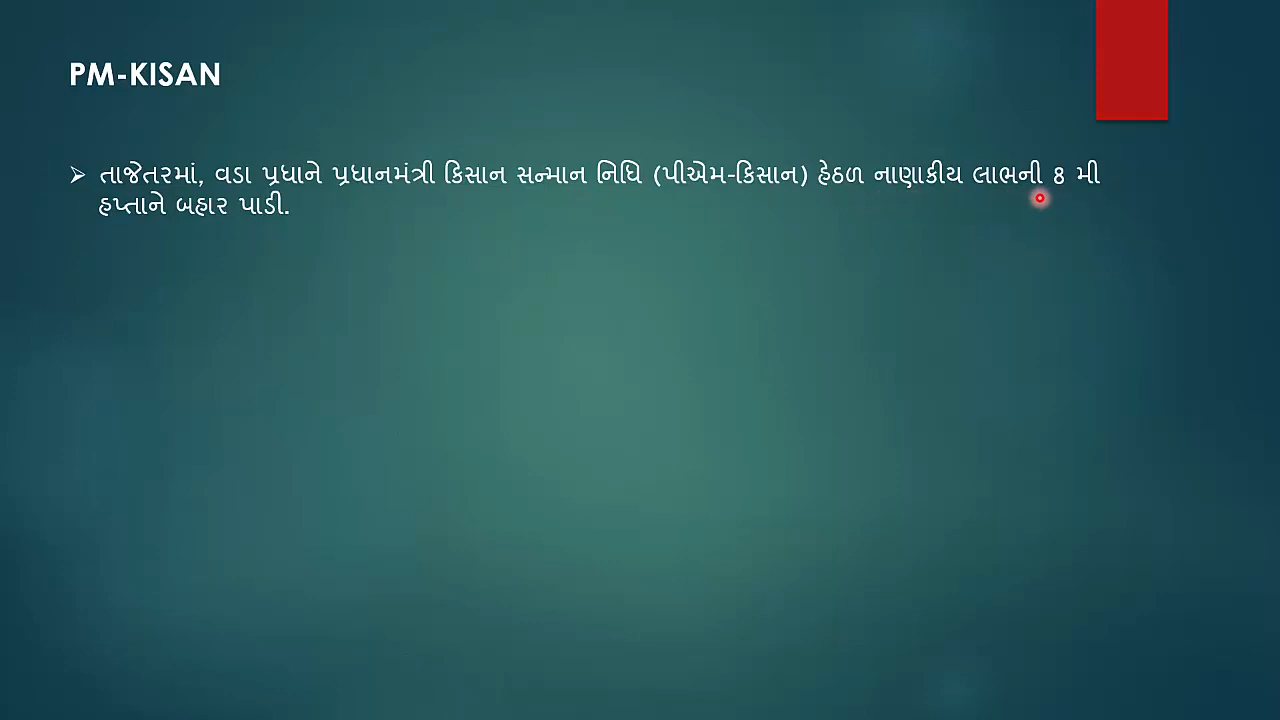 PM-KISAN
➢ તાજેતરમાં, વડા પ્રધાને પ્રધાનમંત્રી કિસાન સન્માન નિધિ (પીએમ-કિસાન) હેઠળ નાણાકીય લાભની 8 મી
હપ્તાને બહાર પાડી.